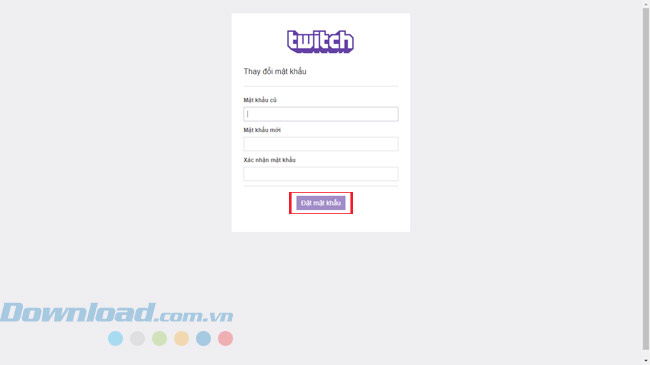 twitch
Thay đổi mật khẩu
Mật khẩu cũ
Mật khẩu mới
Xác nhận mật khẩu
Đặt mật khẩu
Download.com.vn